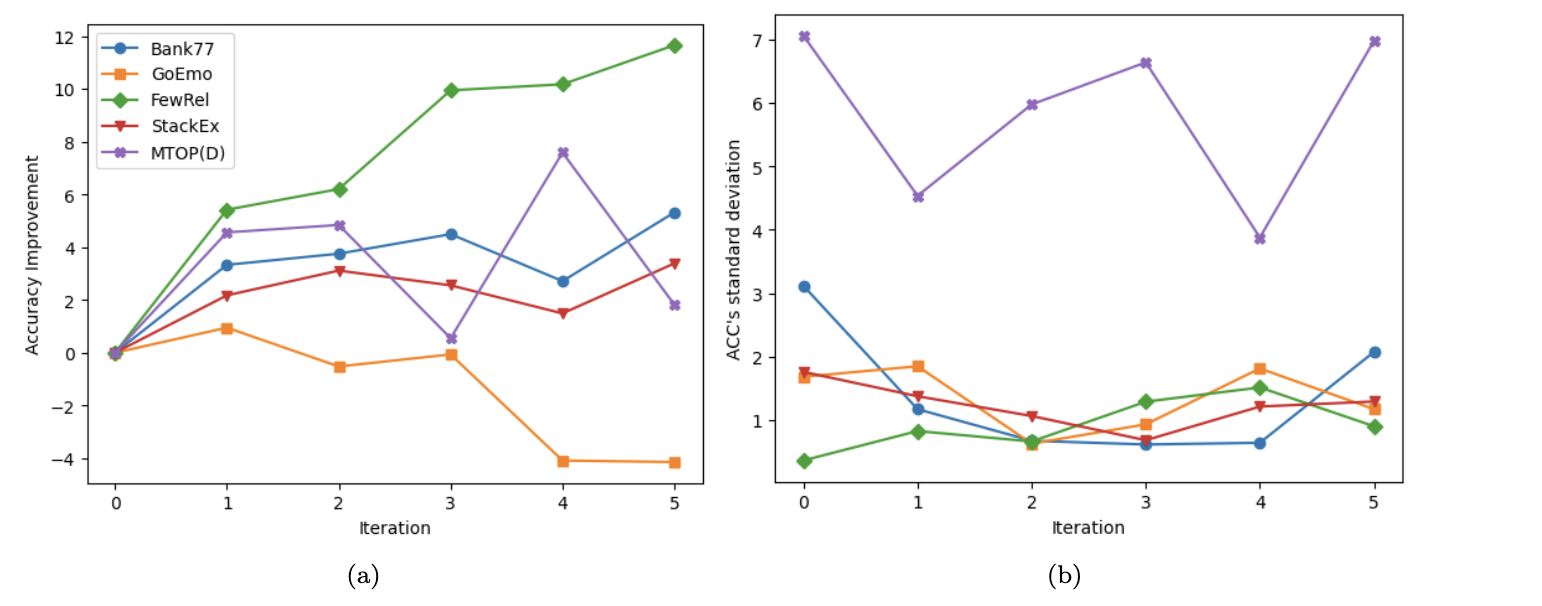 12
10
8
6
4
2
0
−2
−4
Accuracy Improvement
Bank77
GoEmo
FewRel
StackEx
MTOP(D)
0 1 2 3 4 5
Iteration
(a)
7
6
5
4
3
2
1
ACC's standard deviation
0 1 2 3 4 5
Iteration
(b)